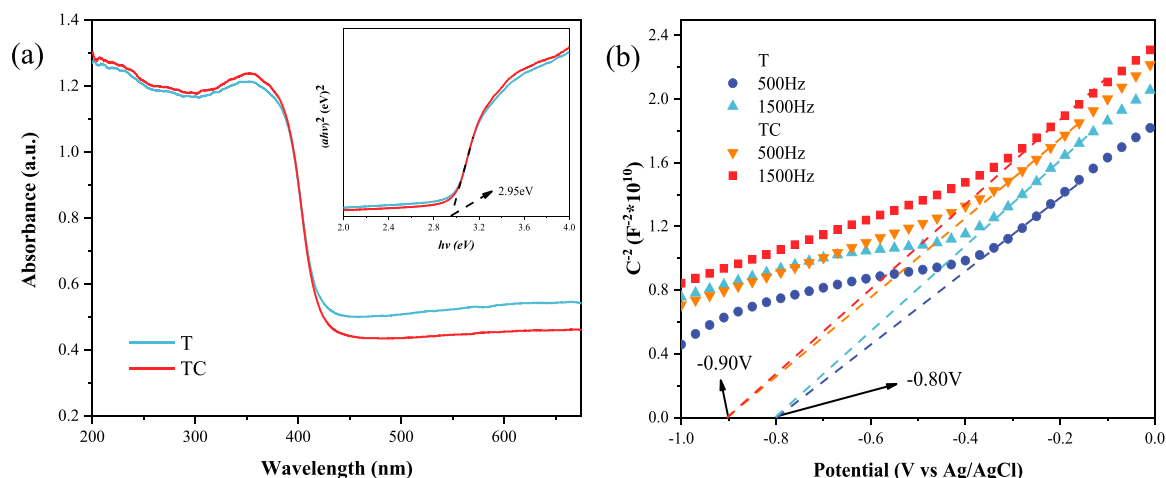 (a)
1.4
1.2
1.0
0.8
0.6
0.4
0.2
Absorbance (a.u.)
200
300
400
500
600
Wavelength (nm)
T
TC
(ahν)² (eV)²
2.95eV
2.0
2.4
2.8
3.2
3.6
4.0
hν (eV)
(b)
2.4
2.0
1.6
1.2
0.8
0.4
0.0
C⁻² (F⁻²*10¹⁰)
T
500Hz
1500Hz
TC
500Hz
1500Hz
-0.90V
-0.80V
-1.0
-0.8
-0.6
-0.4
-0.2
0.0
Potential (V vs Ag/AgCl)